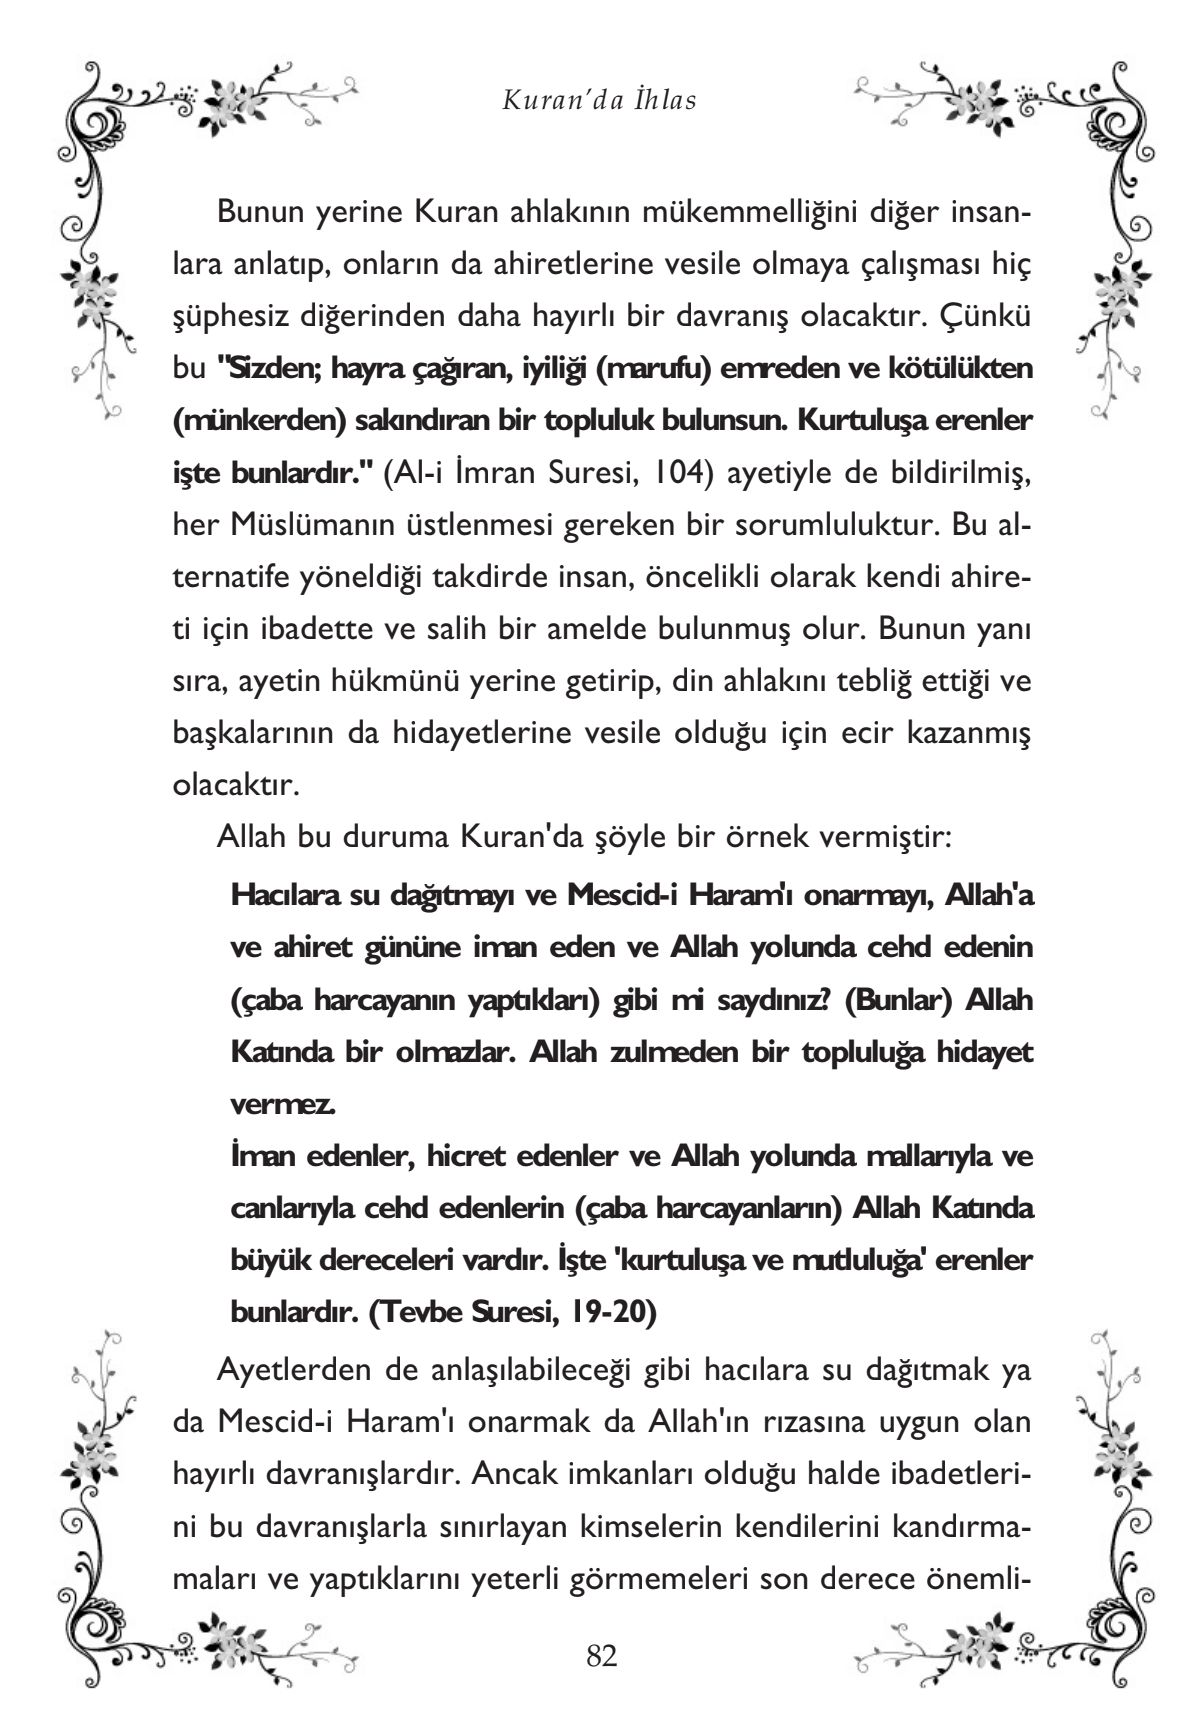 Kuran'da İhlas
Bunun yerine Kuran ahlakının mükemmelliğini diğer insan-
lara anlatıp, onların da ahiretlerine vesile olmaya çalışması hiç
şüphesiz diğerinden daha hayırlı bir davranış olacaktır. Çünkü
bu "Sizden; hayra çağıran, iyiliği (marufu) emreden ve kötülükten
(münkerden) sakındıran bir topluluk bulunsun. Kurtuluşa erenler
işte bunlardır." (Al-i İmran Suresi, 104) ayetiyle de bildirilmiş,
her Müslümanın üstlenmesi gereken bir sorumluluktur. Bu al-
ternatife yöneldiği takdirde insan, öncelikli olarak kendi ahire-
ti için ibadette ve salih bir amelde bulunmuş olur. Bunun yanı
sıra, ayetin hükmünü yerine getirip, din ahlakını tebliğ ettiği ve
başkalarının da hidayetlerine vesile olduğu için ecir kazanmış
olacaktır.
Allah bu duruma Kuran'da şöyle bir örnek vermiştir:
Hacılara su dağıtmayı ve Mescid-i Haram'ı onarmayı, Allah'a
ve ahiret gününe iman eden ve Allah yolunda cehd edenin
(çaba harcayanın yaptıkları) gibi mi saydınız? (Bunlar) Allah
Katında bir olmazlar. Allah zulmeden bir topluluğa hidayet
vermez.
İman edenler, hicret edenler ve Allah yolunda mallarıyla ve
canlarıyla cehd edenlerin (çaba harcayanların) Allah Katında
büyük dereceleri vardır. İşte 'kurtuluşa ve mutluluğa' erenler
bunlardır. (Tevbe Suresi, 19-20)
Ayetlerden de anlaşılabileceği gibi hacılara su dağıtmak ya
da Mescid-i Haram'ı onarmak da Allah'ın rızasına uygun olan
hayırlı davranışlardır. Ancak imkanları olduğu halde ibadetleri-
ni bu davranışlarla sınırlayan kimselerin kendilerini kandırma-
maları ve yaptıklarını yeterli görmemeleri son derece önemli-
82